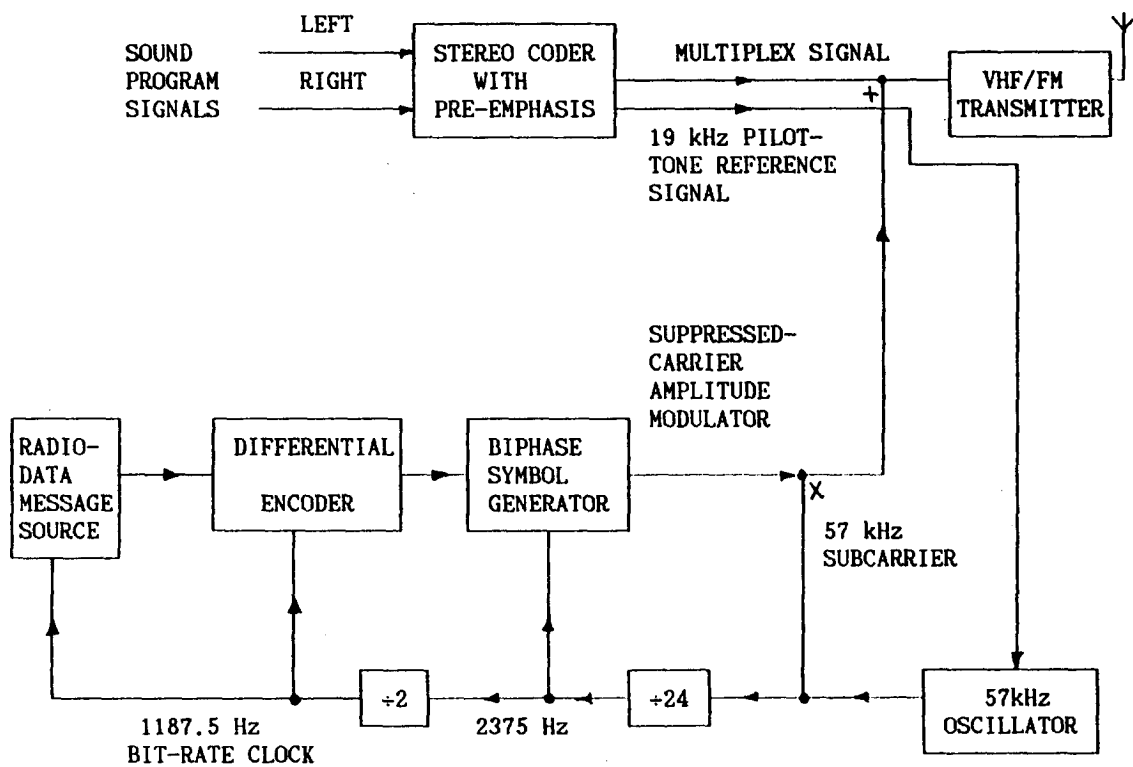 LEFT
SOUND
PROGRAM
SIGNALS
RIGHT
STEREO CODER
WITH
PRE-EMPHASIS
MULTIPLEX SIGNAL
+
VHF/FM
TRANSMITTER
19 kHz PILOT-
TONE REFERENCE
SIGNAL
SUPPRESSED-
CARRIER
AMPLITUDE
MODULATOR
RADIO-
DATA
MESSAGE
SOURCE
DIFFERENTIAL
ENCODER
BIPHASE
SYMBOL
GENERATOR
X
57 kHz
SUBCARRIER
÷2
÷24
57kHz
OSCILLATOR
1187.5 Hz
BIT-RATE CLOCK
2375 Hz